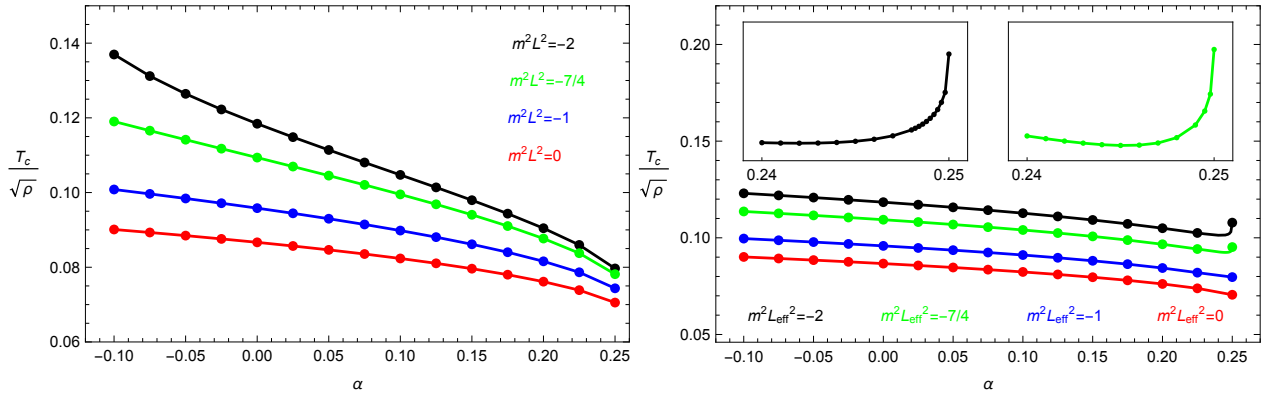 0.14
0.12
0.10
0.08
0.06
T_c
√ρ
m²L²=-2
m²L²=-7/4
m²L²=-1
m²L²=0
-0.10 -0.05 0.00 0.05 0.10 0.15 0.20 0.25
α
0.20
0.15
0.10
0.05
T_c
√ρ
0.24 0.25
0.24 0.25
m²L_eff²=-2 m²L_eff²=-7/4 m²L_eff²=-1 m²L_eff²=0
-0.10 -0.05 0.00 0.05 0.10 0.15 0.20 0.25
α